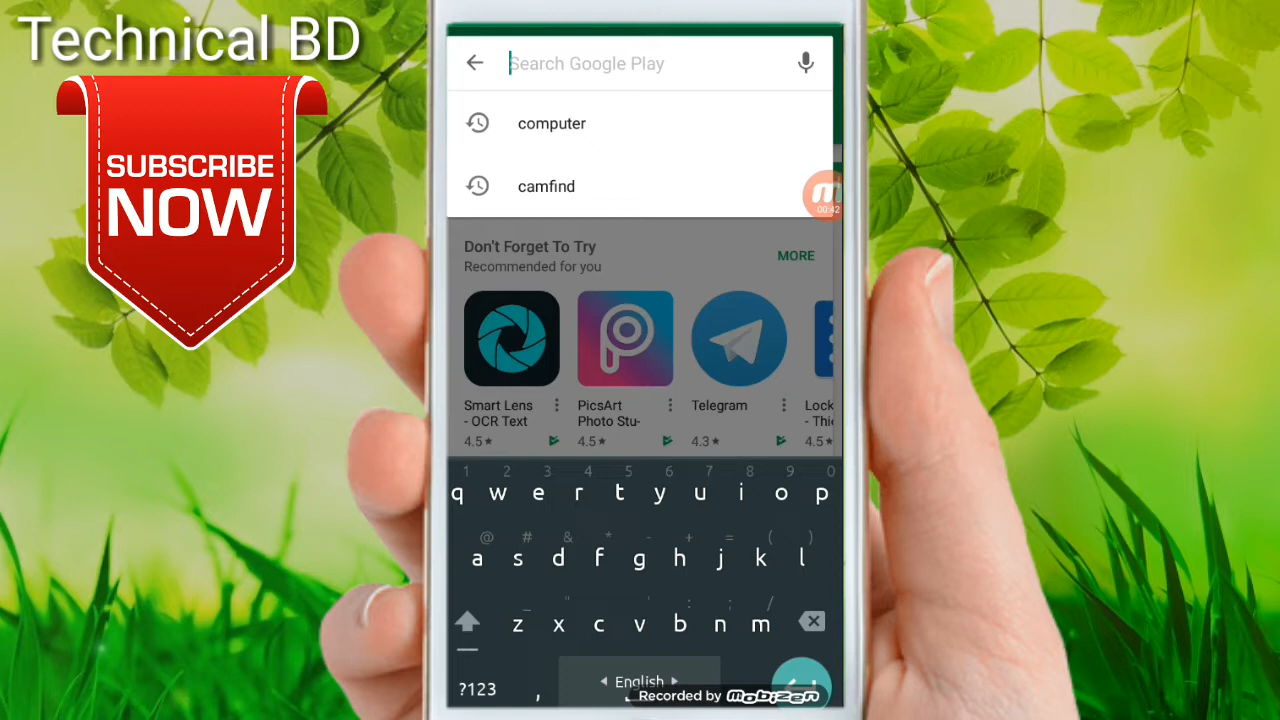 Technical BD
SUBSCRIBE
NOW
Search Google Play
computer
camfind
00:42
Don't Forget To Try
Recommended for you
MORE
Smart Lens
- OCR Text
4.5★
PicsArt
Photo Stu-
4.5★
Telegram
4.3★
Lock
- Thi
4.5★
1 2 3 4 5 6 7 8 9 0
q w e r t y u i o p
@ # & * - + = ( )
a s d f g h j k l
_ " ' : ; /
z x c v b n m
?123 , English
Recorded by Mobizen